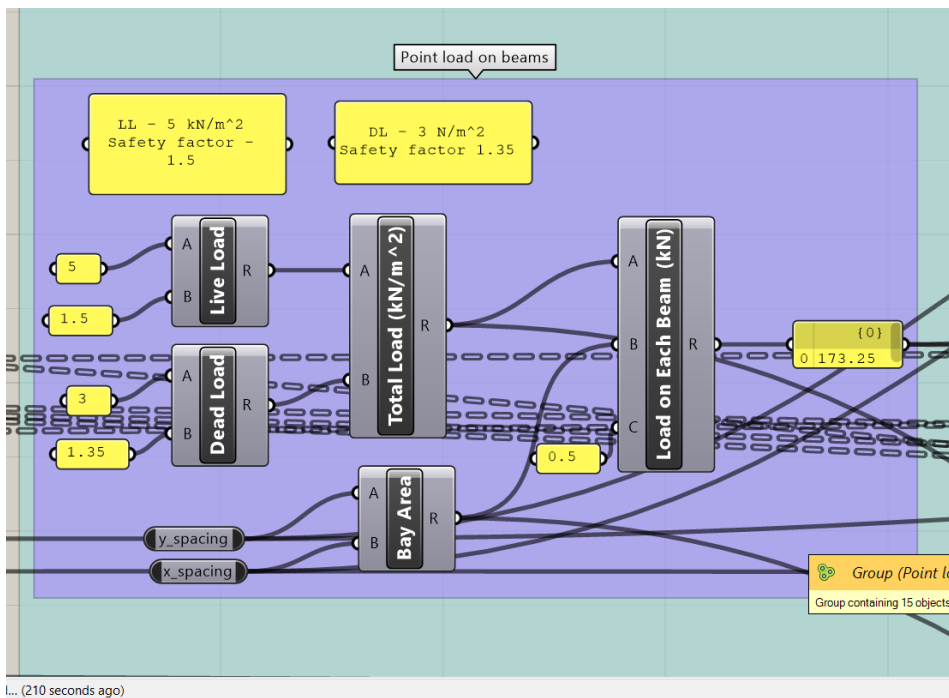 Point load on beams
LL - 5 kN/m^2
Safety factor -
1.5
DL - 3 N/m^2
Safety factor 1.35
5
1.5
A
B
Live Load
R
3
1.35
A
B
Dead Load
R
A
B
Total Load (kN/m^2)
R
A
B
C
Load on Each Beam (kN)
R
{0}
0 173.25
0.5
y_spacing
x_spacing
A
B
Bay Area
R
Group (Point
Group containing 15 objects
... (210 seconds ago)